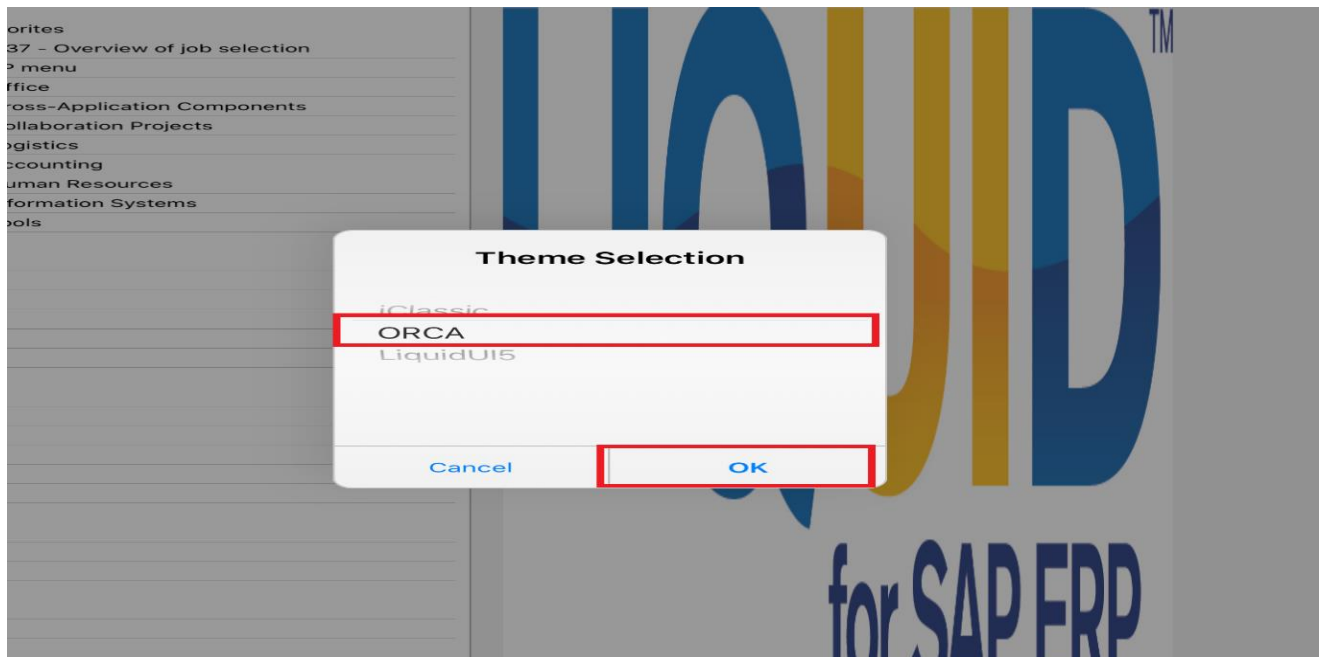 orites
37 - Overview of job selection
P menu
ffice
ross-Application Components
ollaboration Projects
ogistics
ccounting
uman Resources
formation Systems
ools
LIQUID
TM
for SAP ERP
Theme Selection
iClassic
ORCA
LiquidUI5
Cancel
OK